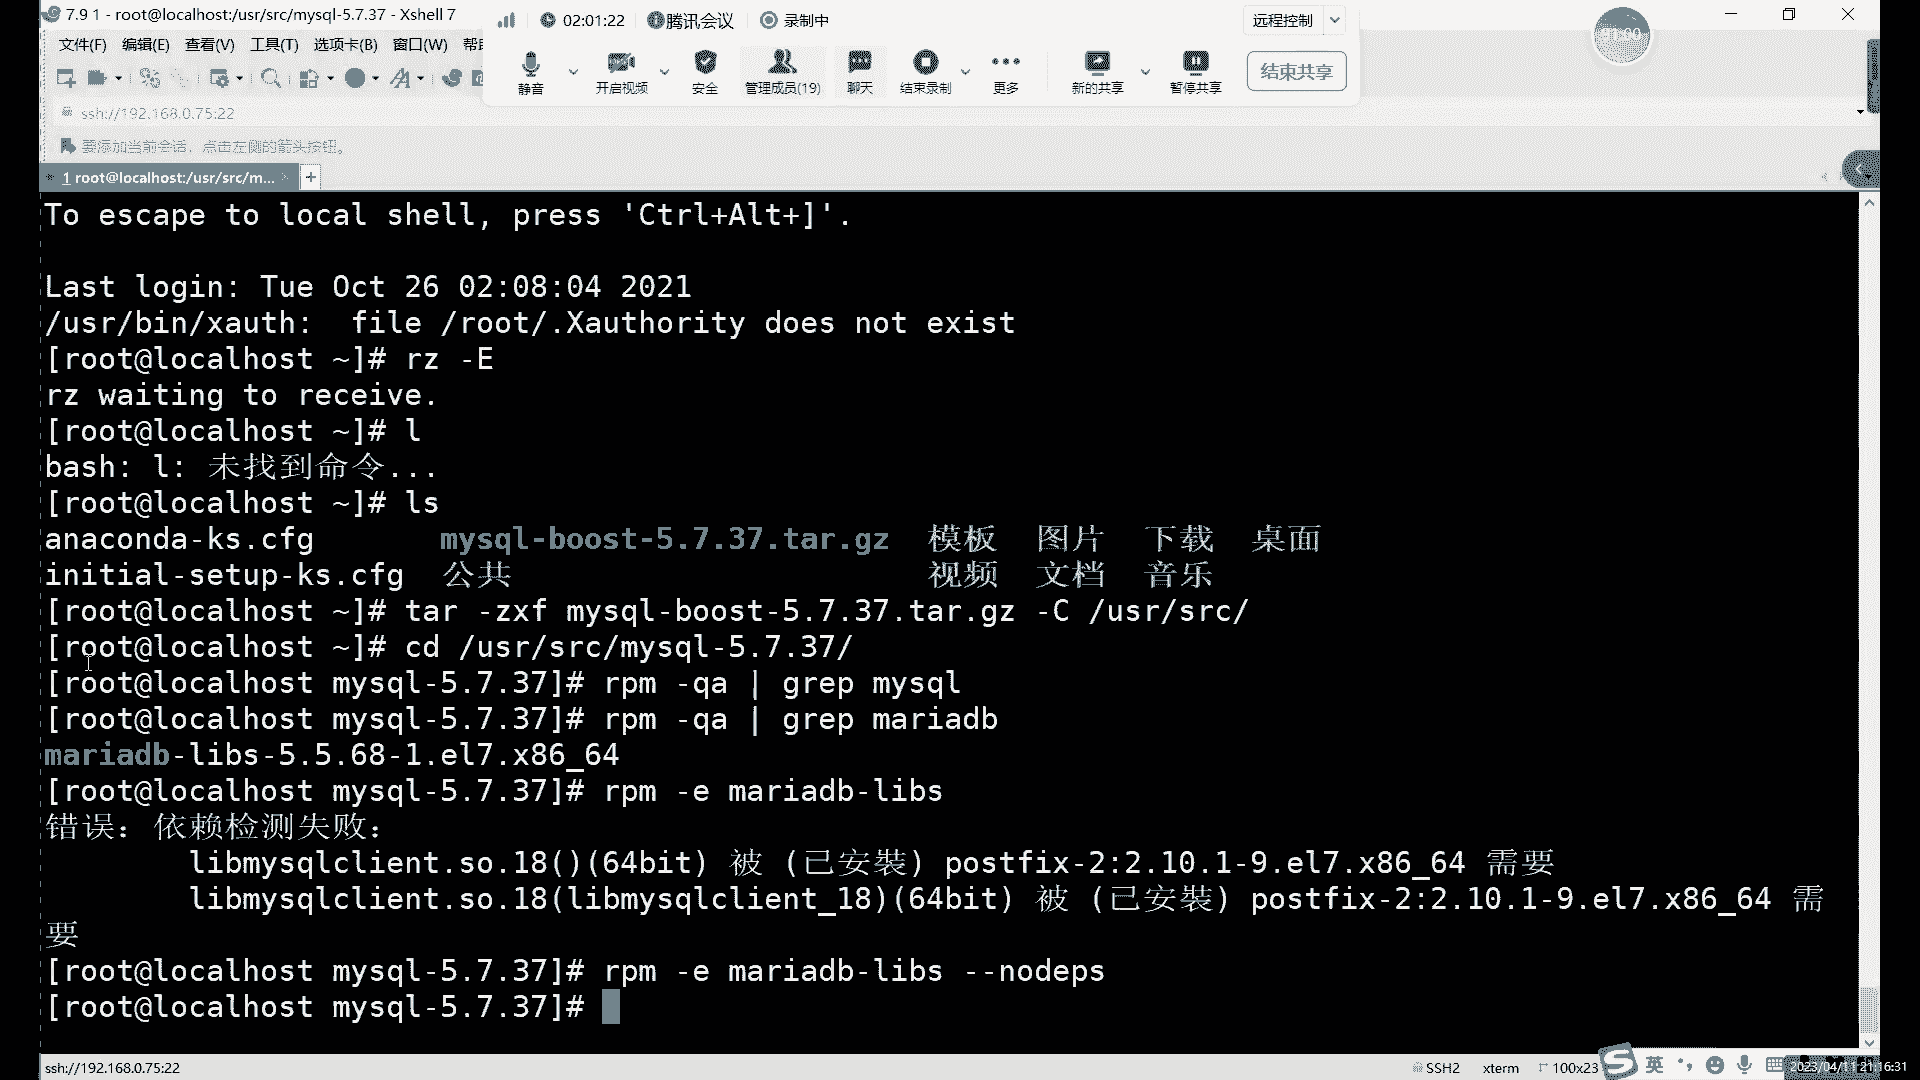 7.9 1 - root@localhost:/usr/src/mysql-5.7.37 - Xshell 7
02:01:22 腾讯会议 录制中
远程控制
文件(F) 编辑(E) 查看(V) 工具(T) 选项卡(B) 窗口(W)
静音 开启视频 安全 管理成员(19) 聊天 结束录制 更多 新的共享 暂停共享 结束共享
ssh://192.168.0.75:22
要添加当前会话，点击左侧的箭头按钮。
1 root@localhost:/usr/src/m...
To escape to local shell, press 'Ctrl+Alt+]'.
Last login: Tue Oct 26 02:08:04 2021
/usr/bin/xauth:  file /root/.Xauthority does not exist
[root@localhost ~]# rz -E
rz waiting to receive.
[root@localhost ~]# l
bash: l: 未找到命令...
[root@localhost ~]# ls
anaconda-ks.cfg mysql-boost-5.7.37.tar.gz 模板 图片 下载 桌面
initial-setup-ks.cfg 公共 视频 文档 音乐
[root@localhost ~]# tar -zxf mysql-boost-5.7.37.tar.gz -C /usr/src/
[root@localhost ~]# cd /usr/src/mysql-5.7.37/
[root@localhost mysql-5.7.37]# rpm -qa | grep mysql
[root@localhost mysql-5.7.37]# rpm -qa | grep mariadb
mariadb-libs-5.5.68-1.el7.x86_64
[root@localhost mysql-5.7.37]# rpm -e mariadb-libs
错误：依赖检测失败：
libmysqlclient.so.18()(64bit) 被 (已安裝) postfix-2:2.10.1-9.el7.x86_64 需要
libmysqlclient.so.18(libmysqlclient_18)(64bit) 被 (已安裝) postfix-2:2.10.1-9.el7.x86_64 需
要
[root@localhost mysql-5.7.37]# rpm -e mariadb-libs --nodeps
[root@localhost mysql-5.7.37]#
ssh://192.168.0.75:22 SSH2 xterm 100x23 英 2023/04/11 21:16:31